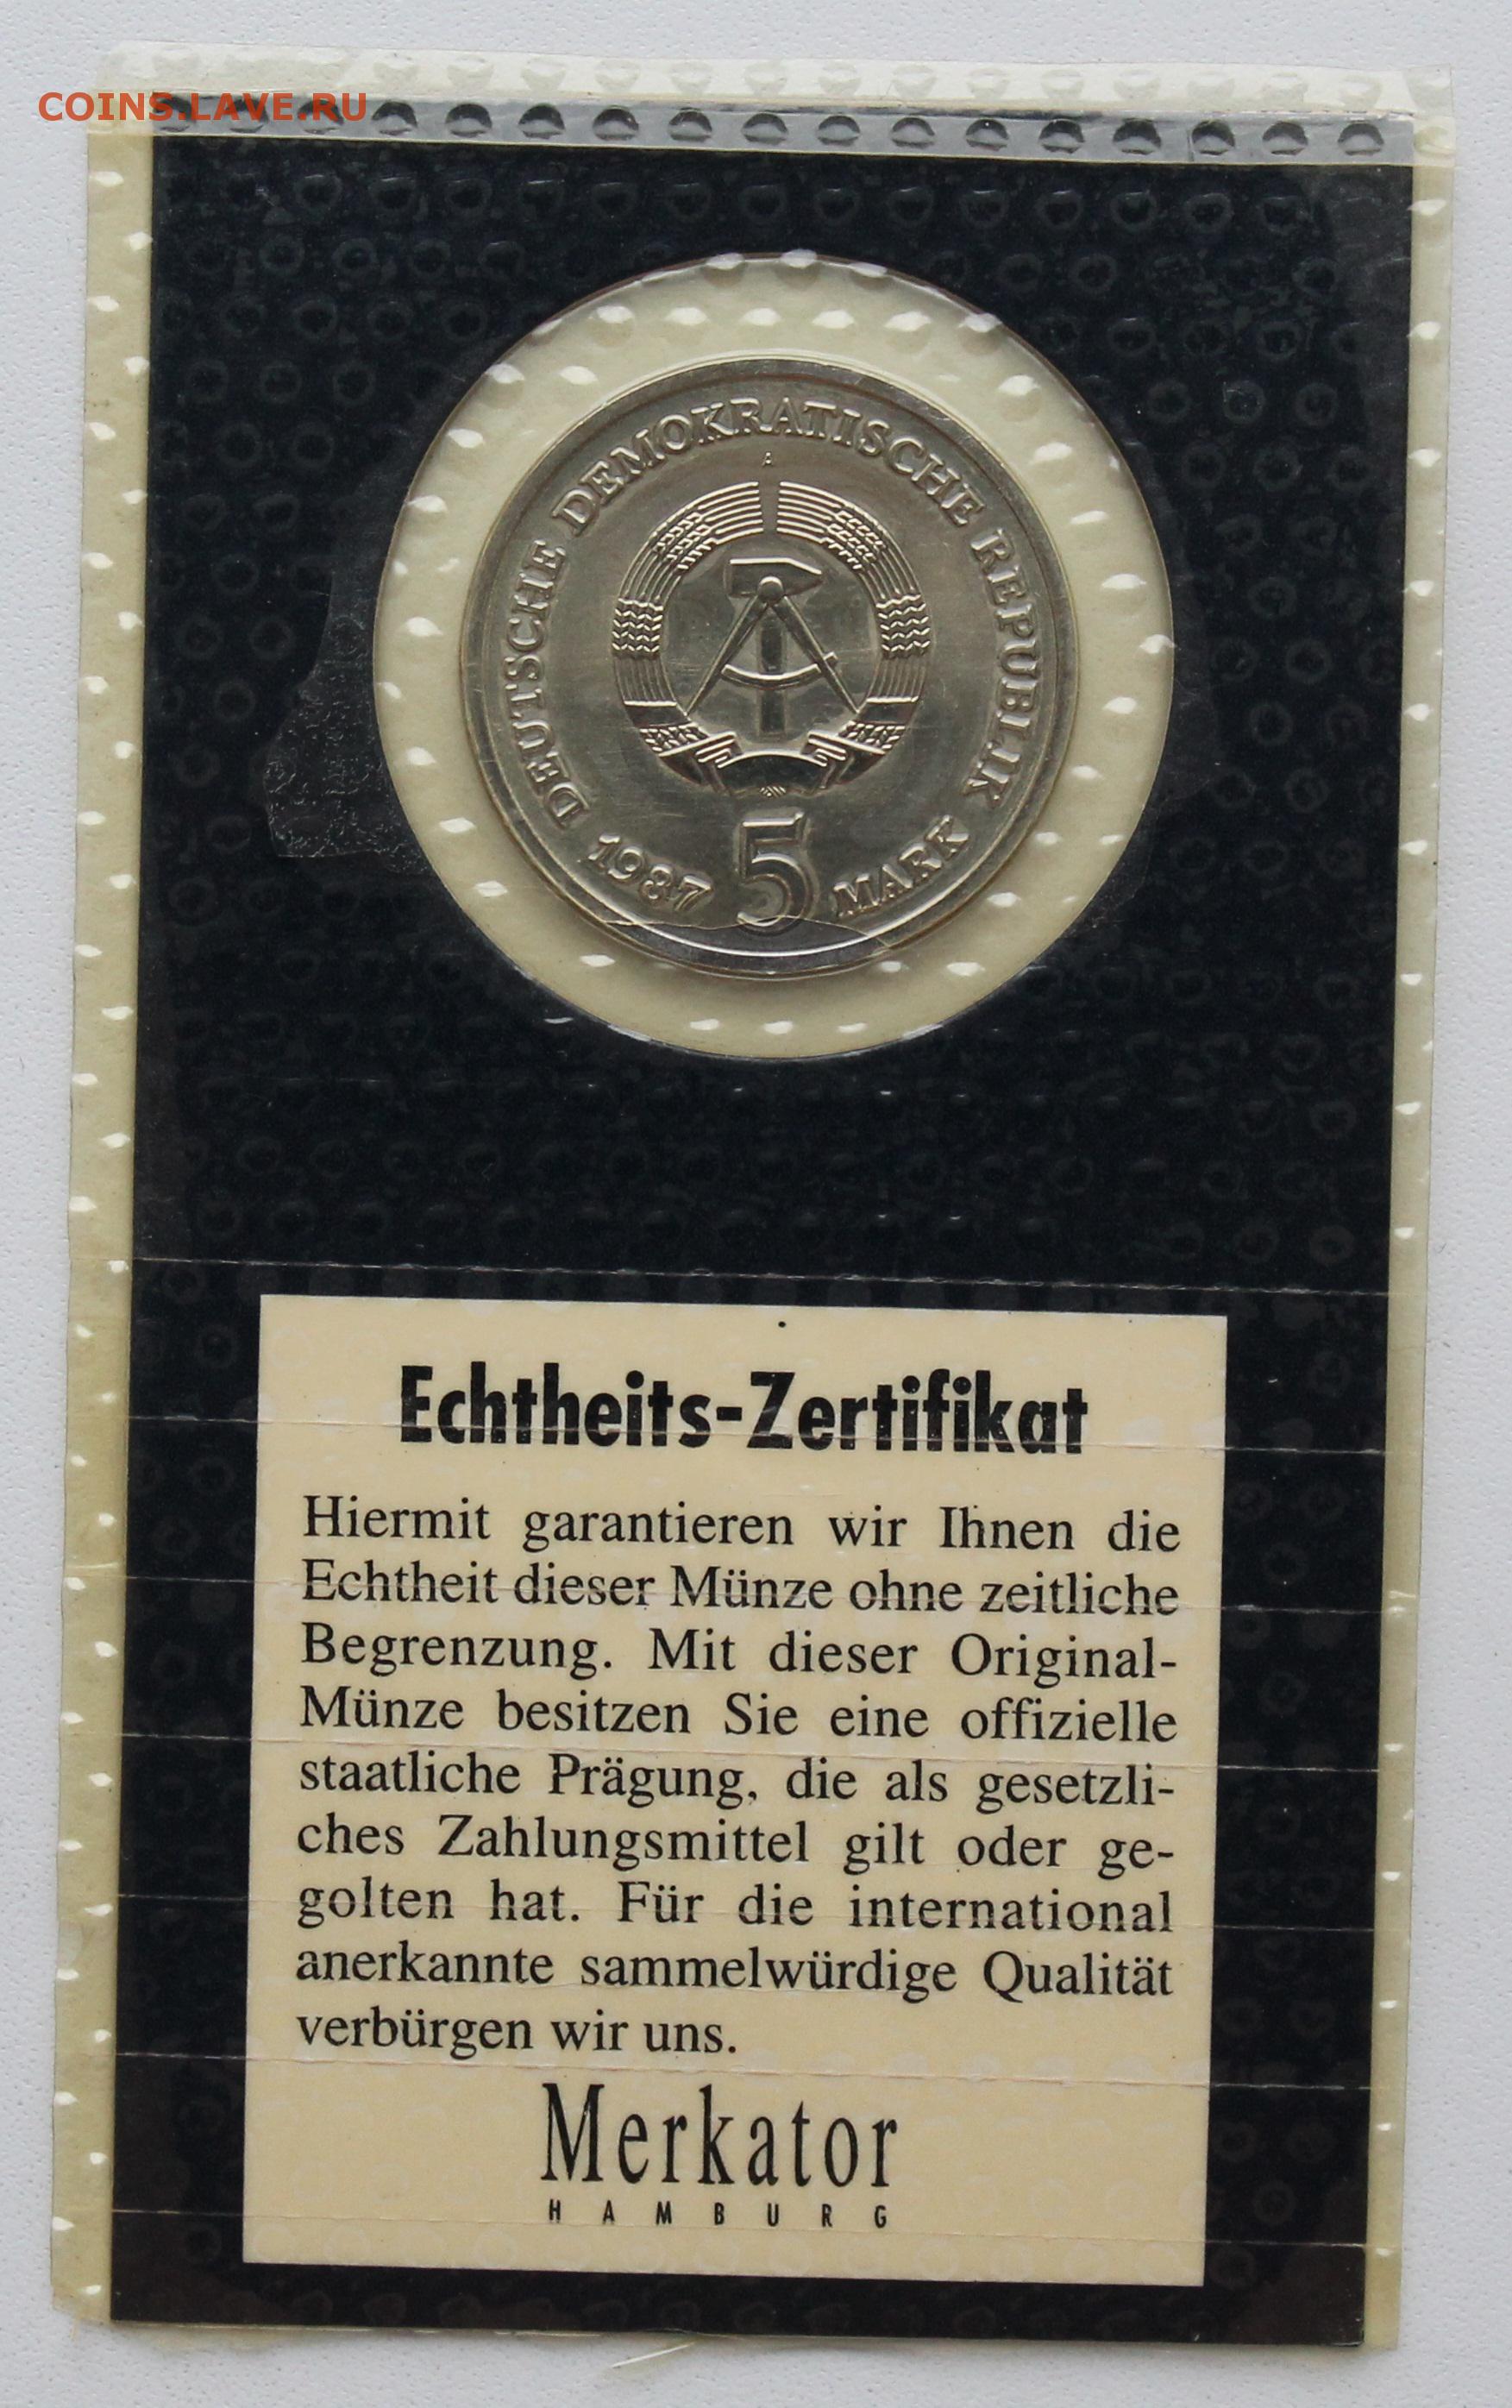 COINS.LAVE.RU
DEUTSCHE DEMOKRATISCHE REPUBLIK
A
1987 5 MARK
Echtheits-Zertifikat
Hiermit garantieren wir Ihnen die
Echtheit dieser Münze ohne zeitliche
Begrenzung. Mit dieser Original-
Münze besitzen Sie eine offizielle
staatliche Prägung, die als gesetzli-
ches Zahlungsmittel gilt oder ge-
golten hat. Für die international
anerkannte sammelwürdige Qualität
verbürgen wir uns.
Merkator
HAMBURG